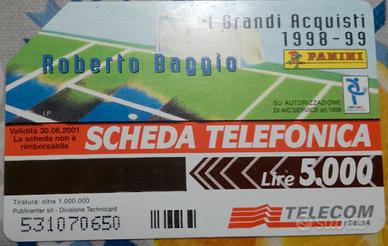 I Grandi Acquisti
1998-99
PANINI
Roberto Baggio
I.P.
SU AUTORIZZAZIONE
DI AIC SERVICE srl, 1998
Validità 30.06.2001
La scheda non è
rimborsabile
SCHEDA TELEFONICA
Lire 5.000
Tiratura: oltre 1.000.000
Publicenter srl - Divisione Technicard
531070650
TELECOM
ITALIA